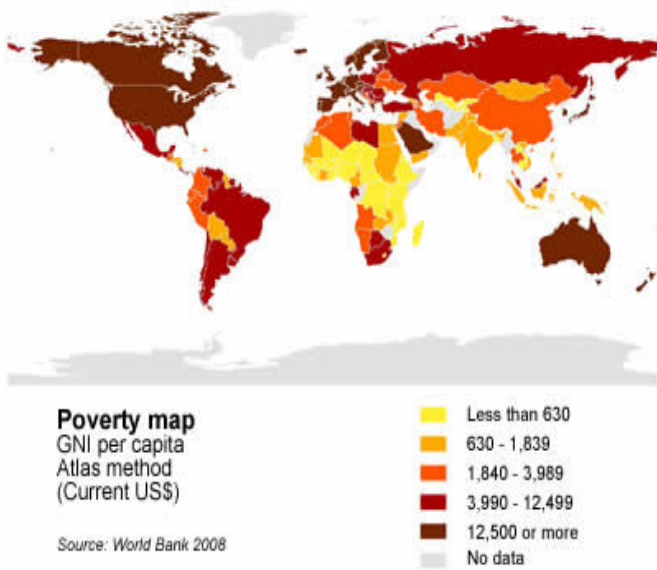 Poverty map
GNI per capita
Atlas method
(Current US$)
Source: World Bank 2008
Less than 630
630 - 1,839
1,840 - 3,989
3,990 - 12,499
12,500 or more
No data